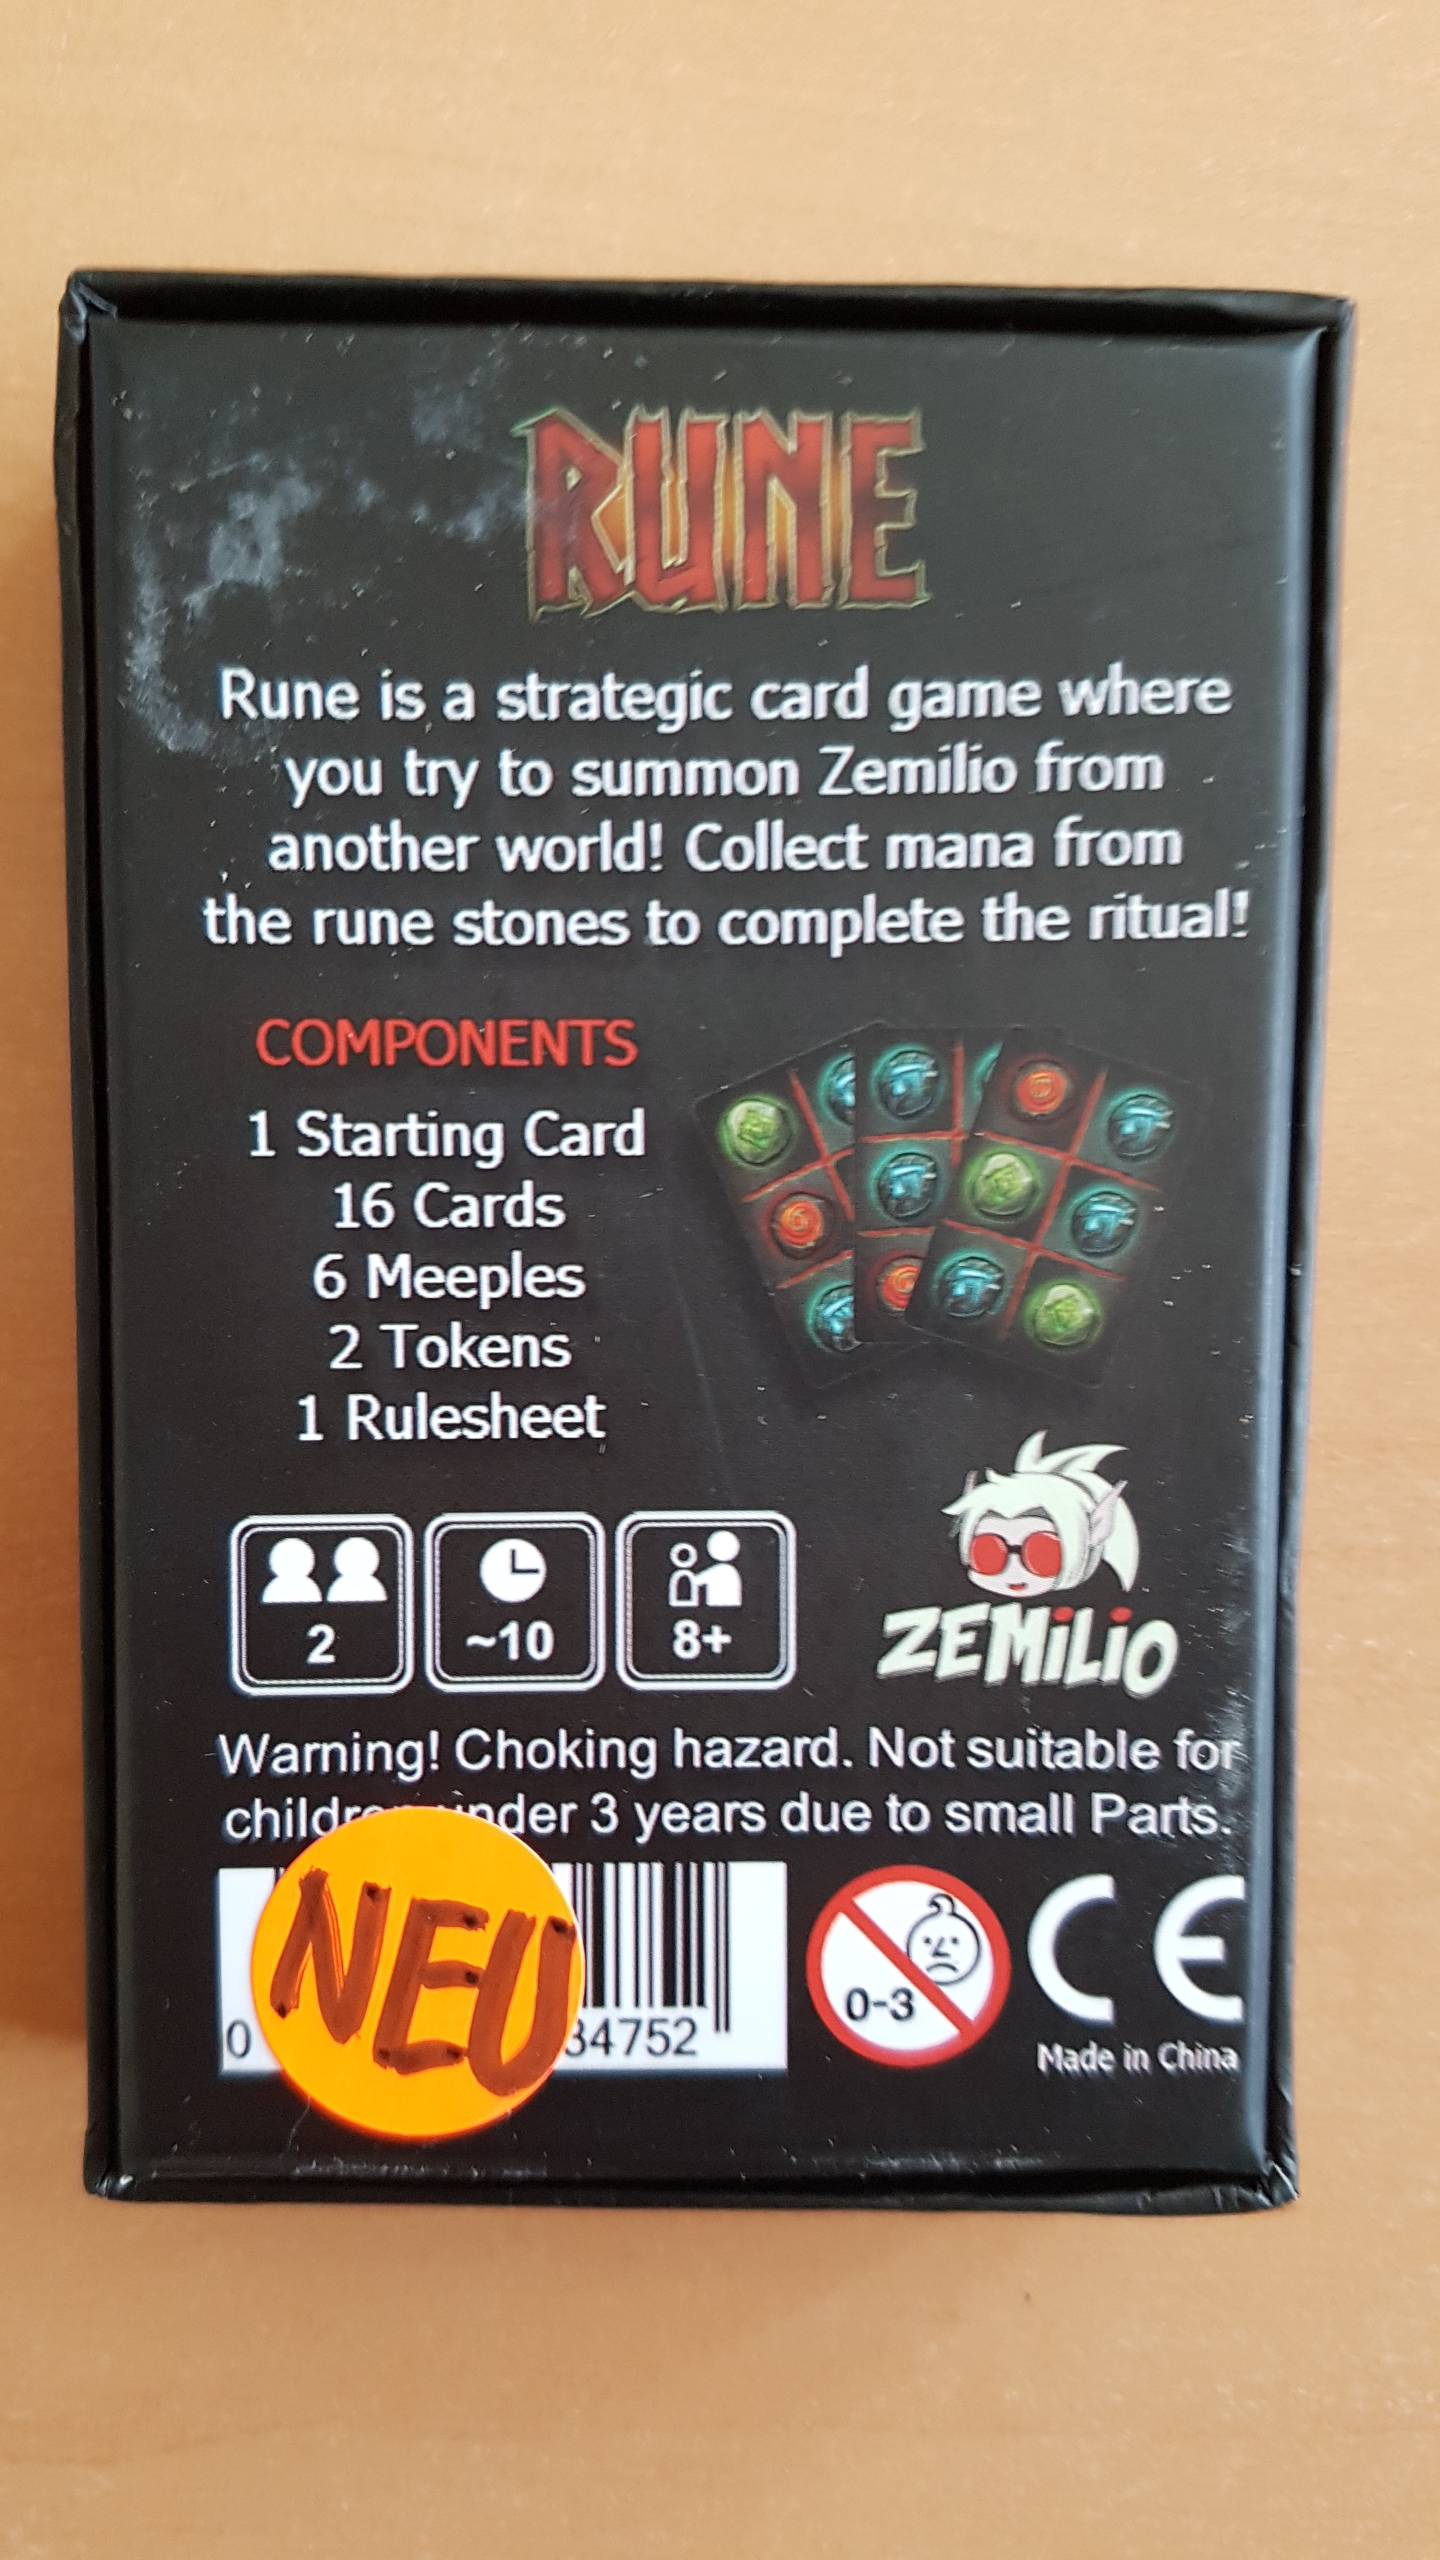 RUNE
Rune is a strategic card game where
you try to summon Zemilio from
another world! Collect mana from
the rune stones to complete the ritual!
COMPONENTS
1 Starting Card
16 Cards
6 Meeples
2 Tokens
1 Rulesheet
2
~10
8+
ZEMiLiO
Warning! Choking hazard. Not suitable for
under 3 years due to small Parts.
NEU
0 34752
0-3
CE
Made in China